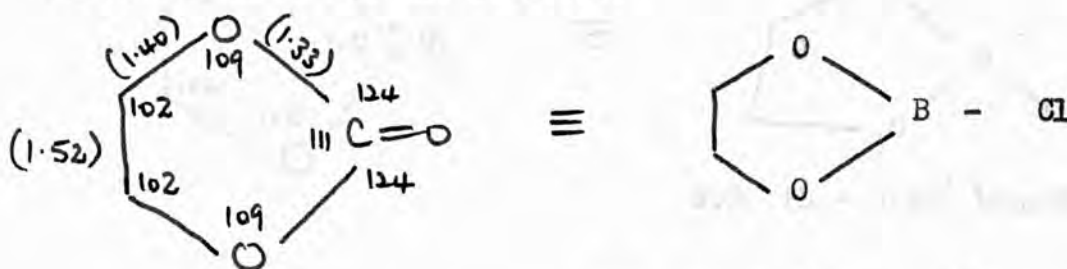 (1.40) O (1.33)
109
102 124
(1.52) 111 C=O ≡ B - Cl
102 124
109
O
O
O